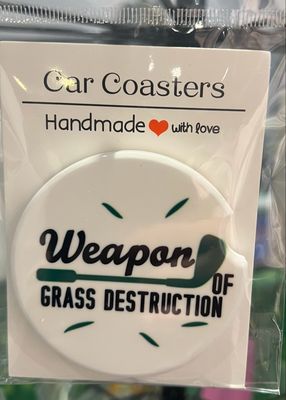 Car Coasters
Handmade with love
Weapon
OF
GRASS DESTRUCTION